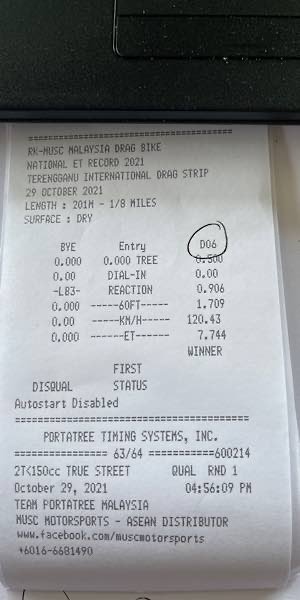 ================================================
RK-MUSC MALAYSIA DRAG BIKE
NATIONAL ET RECORD 2021
TERENGGANU INTERNATIONAL DRAG STRIP
29 OCTOBER 2021
LENGTH : 201M - 1/8 MILES
SURFACE : DRY
BYE Entry D06
0.000 0.000 TREE 0.500
0.00 DIAL-IN 0.00
-LB3- REACTION 0.906
0.000 ------60FT----- 1.709
0.00 -----KM/H----- 120.43
0.000 ------ET------ 7.744
WINNER
FIRST
DISQUAL STATUS
Autostart Disabled
================================================
PORTATREE TIMING SYSTEMS, INC.
================ 63/64 ===========600214
2T<150cc TRUE STREET QUAL RND 1
October 29, 2021 04:56:09 PM
TEAM PORTATREE MALAYSIA
MUSC MOTORSPORTS - ASEAN DISTRIBUTOR
www.facebook.com/muscmotorsports
+6016-6681490